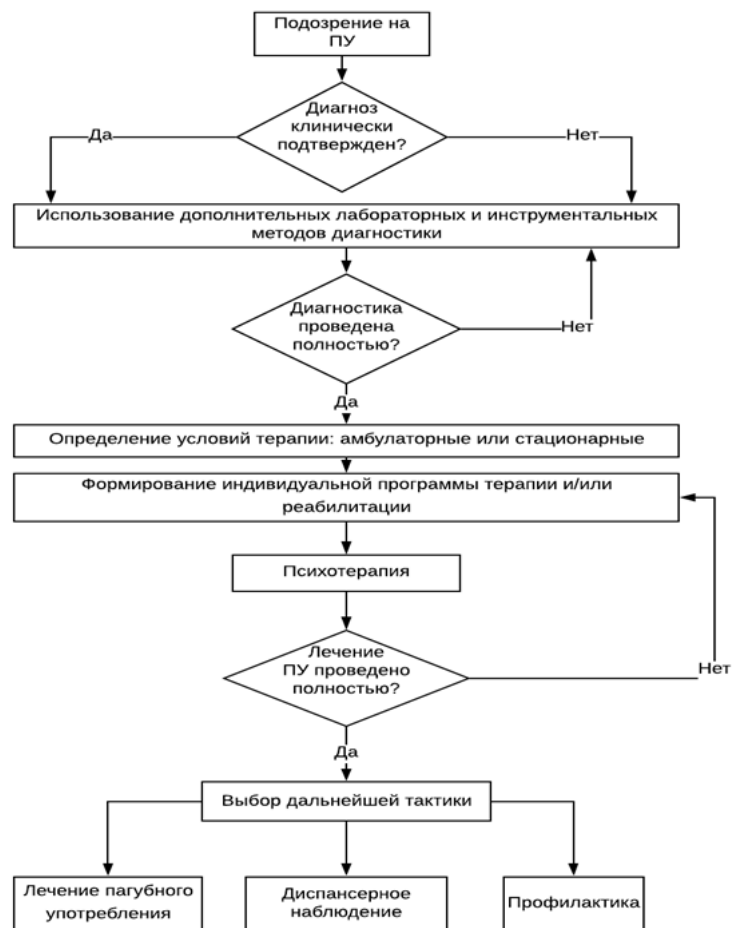 Подозрение на
ПУ
Диагноз
клинически
подтвержден?
Да
Нет
Использование дополнительных лабораторных и инструментальных
методов диагностики
Диагностика
проведена
полностью?
Нет
Да
Определение условий терапии: амбулаторные или стационарные
Формирование индивидуальной программы терапии и/или
реабилитации
Психотерапия
Лечение
ПУ проведено
полностью?
Нет
Да
Выбор дальнейшей тактики
Лечение пагубного
употребления
Диспансерное
наблюдение
Профилактика